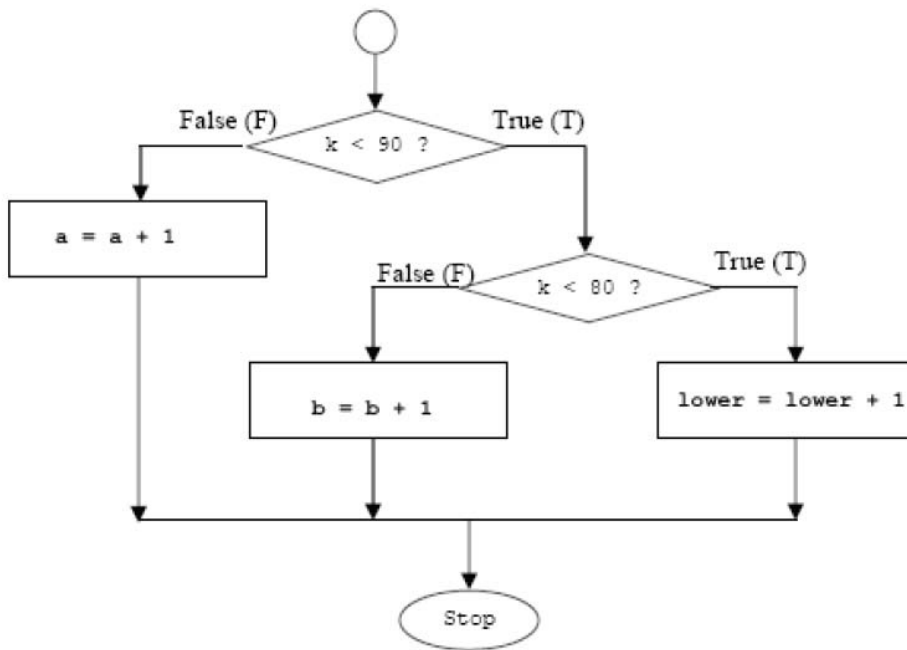 False (F)
True (T)
k < 90 ?
a = a + 1
False (F)
True (T)
k < 80 ?
b = b + 1
lower = lower + 1
Stop